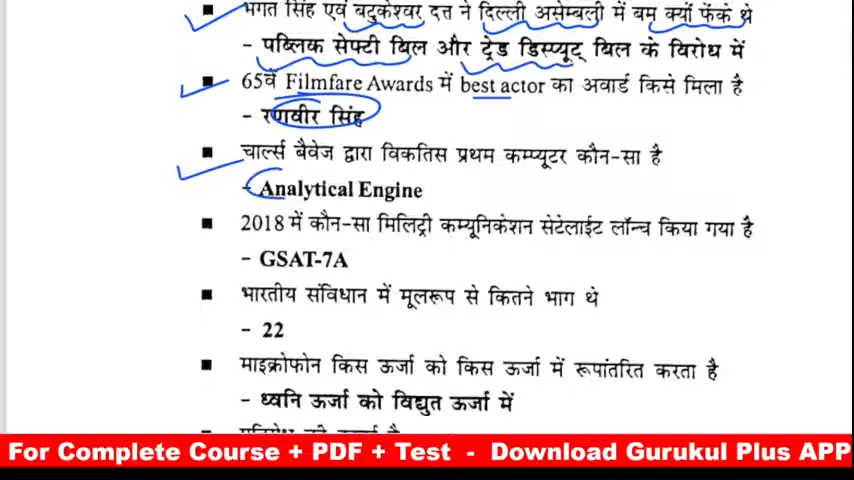 ▪ भगत सिंह एवं बटुकेश्वर दत्त ने दिल्ली असेम्बली में बम क्यों फेंके थे
- पब्लिक सेफ्टी बिल और ट्रेड डिस्प्यूट् बिल के विरोध में
▪ 65वें Filmfare Awards में best actor का अवार्ड किसे मिला है
- रणवीर सिंह
▪ चार्ल्स बैवेज द्वारा विकतिस प्रथम कम्प्यूटर कौन-सा है
- Analytical Engine
▪ 2018 में कौन-सा मिलिट्री कम्यूनिकेशन सेटेलाईट लॉन्च किया गया है
- GSAT-7A
▪ भारतीय संविधान में मूलरूप से कितने भाग थे
- 22
▪ माइक्रोफोन किस ऊर्जा को किस ऊर्जा में रूपांतरित करता है
- ध्वनि ऊर्जा को विद्युत ऊर्जा में
For Complete Course + PDF + Test - Download Gurukul Plus APP